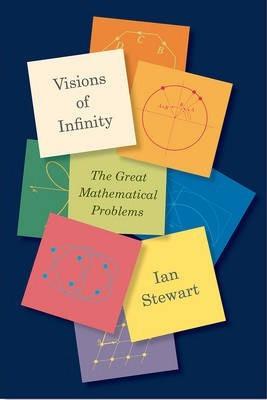 D C B
Visions
of
Infinity
The Great
Mathematical
Problems
Ian
Stewart